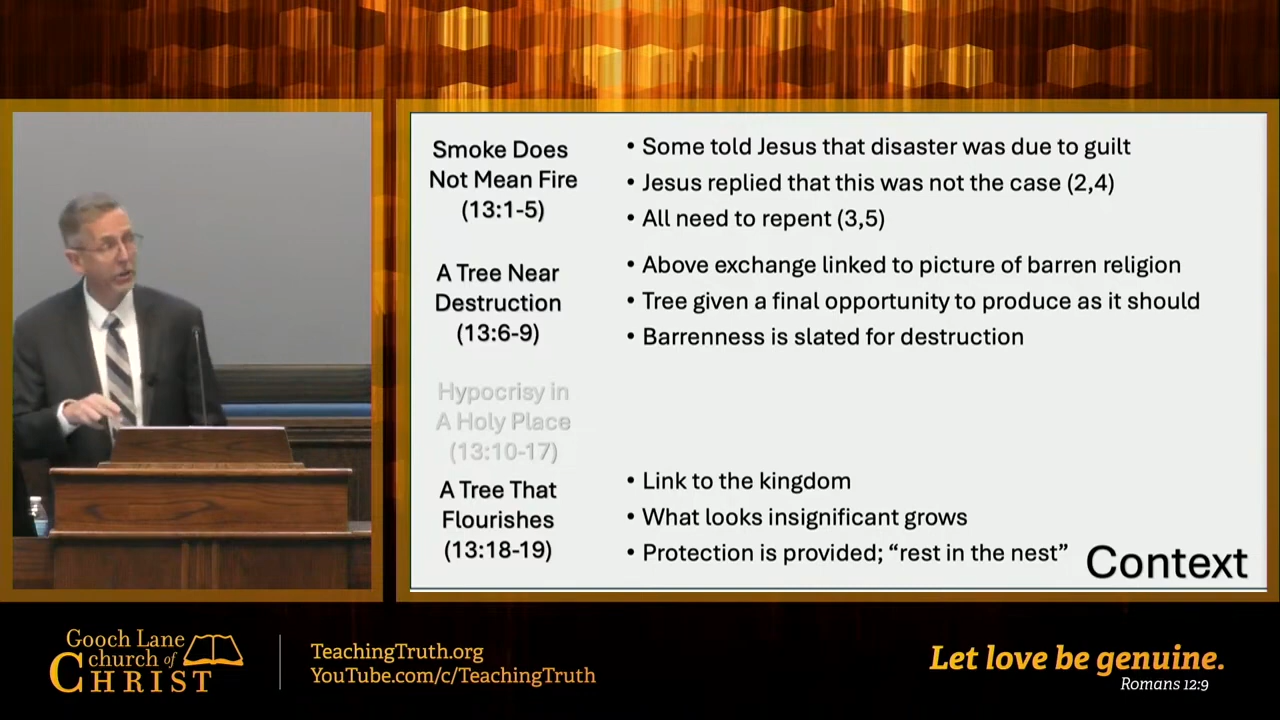 Smoke Does
Not Mean Fire
(13:1-5)
• Some told Jesus that disaster was due to guilt
• Jesus replied that this was not the case (2,4)
• All need to repent (3,5)
A Tree Near
Destruction
(13:6-9)
• Above exchange linked to picture of barren religion
• Tree given a final opportunity to produce as it should
• Barrenness is slated for destruction
Hypocrisy in
A Holy Place
(13:10-17)
A Tree That
Flourishes
(13:18-19)
• Link to the kingdom
• What looks insignificant grows
• Protection is provided; “rest in the nest”
Context
Gooch Lane
church of
CHRIST
TeachingTruth.org
YouTube.com/c/TeachingTruth
Let love be genuine.
Romans 12:9